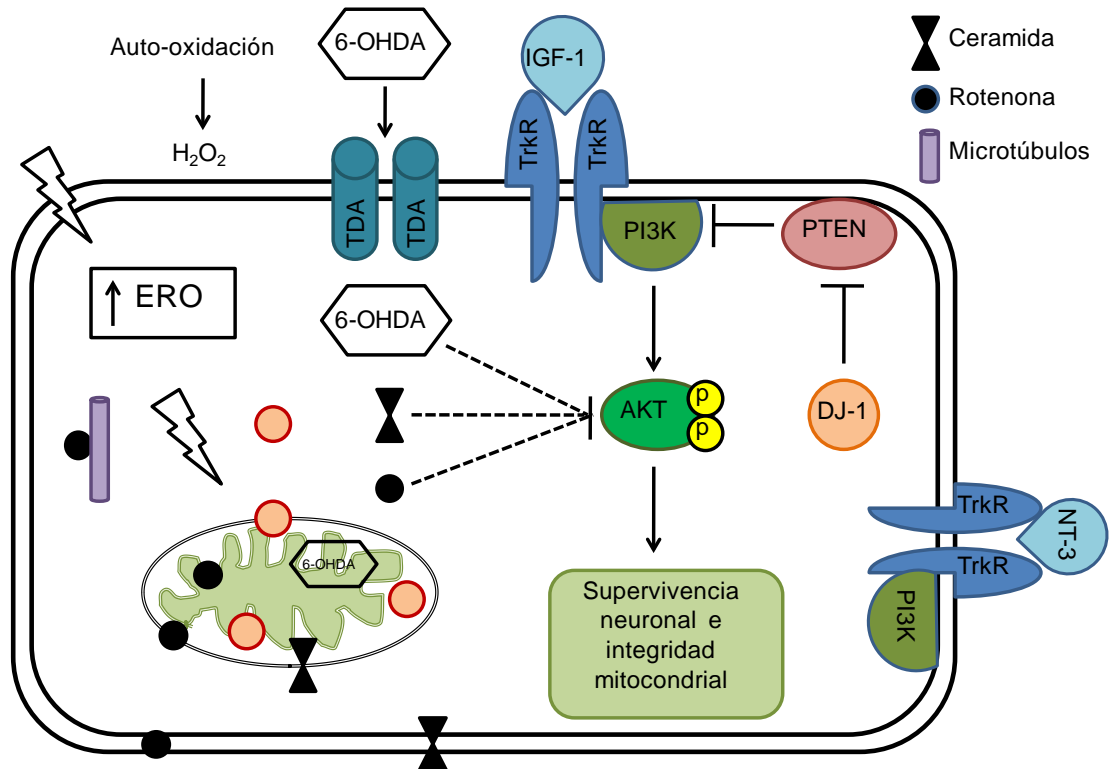 Auto-oxidación
H₂O₂
6-OHDA
IGF-1
TrkR
TrkR
TDA
TDA
PI3K
PTEN
Ceramida
Rotenona
Microtúbulos
↑ ERO
6-OHDA
AKT
p
p
DJ-1
6-OHDA
Supervivencia
neuronal e
integridad
mitocondrial
TrkR
TrkR
NT-3
PI3K